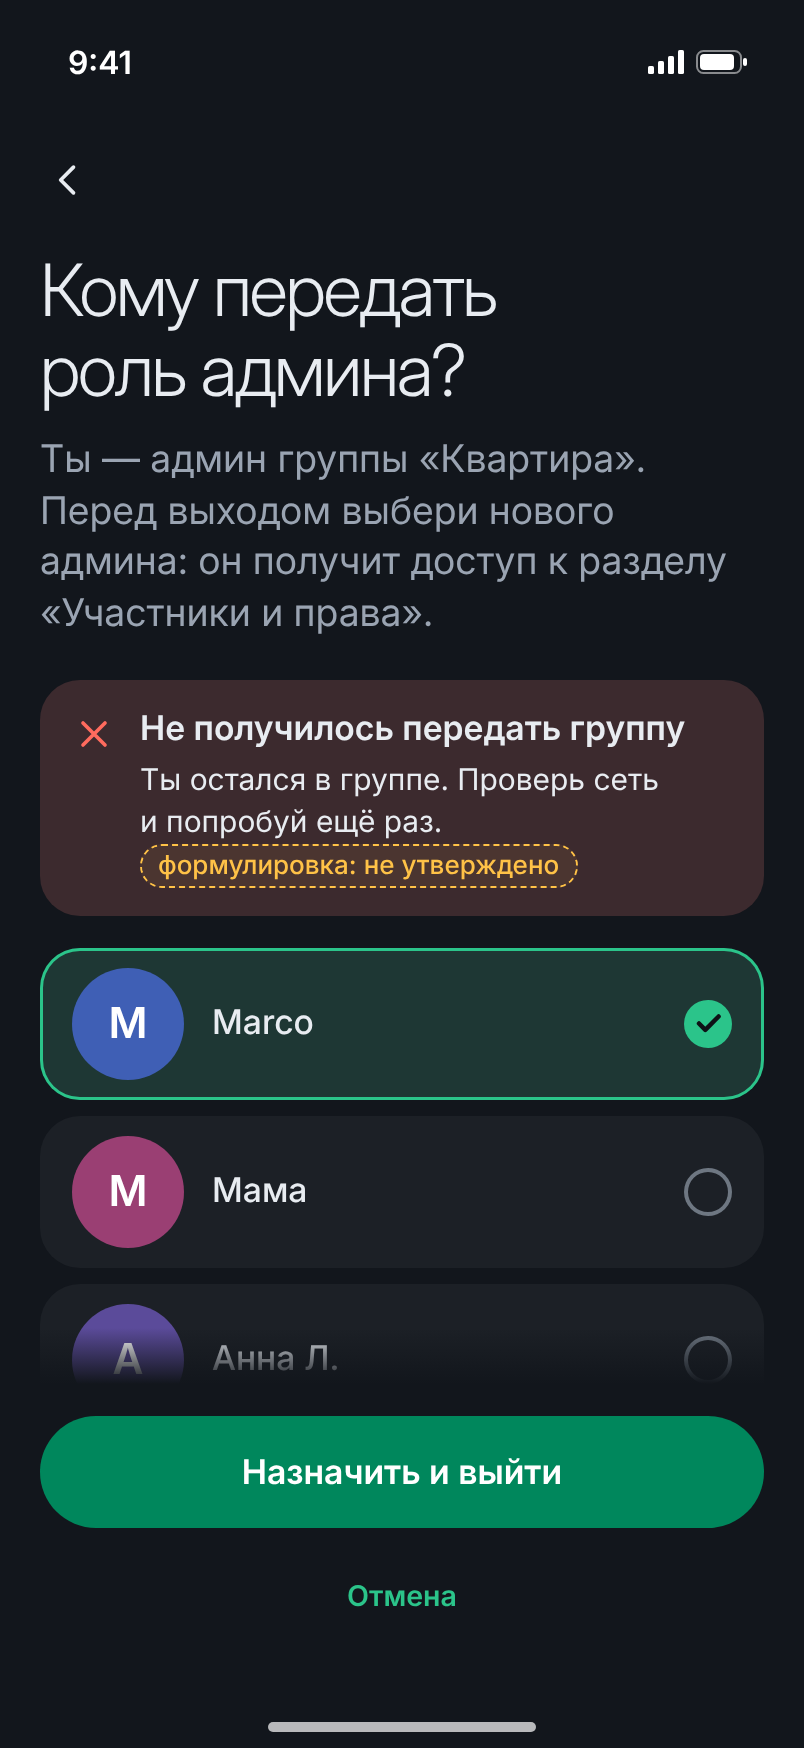 9:41
Кому передать
роль админа?
Ты — админ группы «Квартира».
Перед выходом выбери нового
админа: он получит доступ к разделу
«Участники и права».
Не получилось передать группу
Ты остался в группе. Проверь сеть
и попробуй ещё раз.
формулировка: не утверждено
M Marco
М Мама
А Анна Л.
Назначить и выйти
Отмена